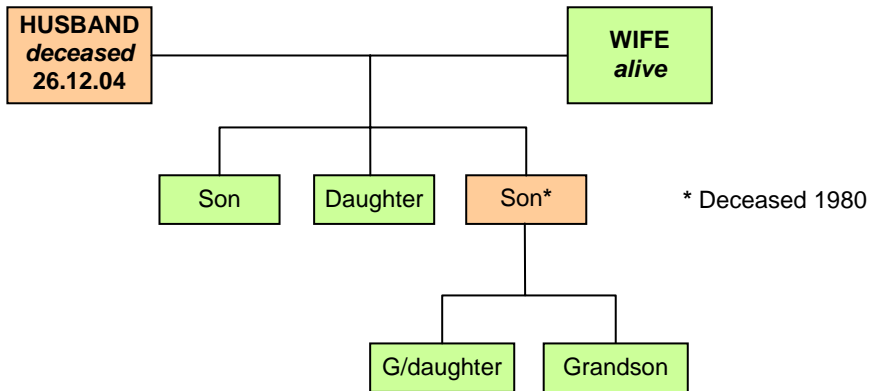 HUSBAND
deceased
26.12.04
WIFE
alive
Son
Daughter
Son*
* Deceased 1980
G/daughter
Grandson